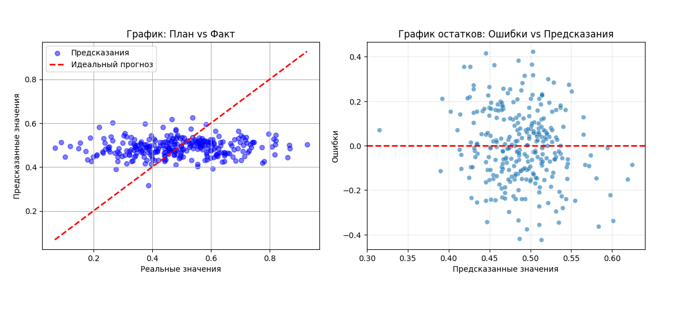 График: План vs Факт
Предсказания
Идеальный прогноз
Предсказанные значения
0.8
0.6
0.4
0.2
0.2
0.4
0.6
0.8
Реальные значения
График остатков: Ошибки vs Предсказания
Ошибки
0.4
0.2
0.0
−0.2
−0.4
0.30
0.35
0.40
0.45
0.50
0.55
0.60
Предсказанные значения